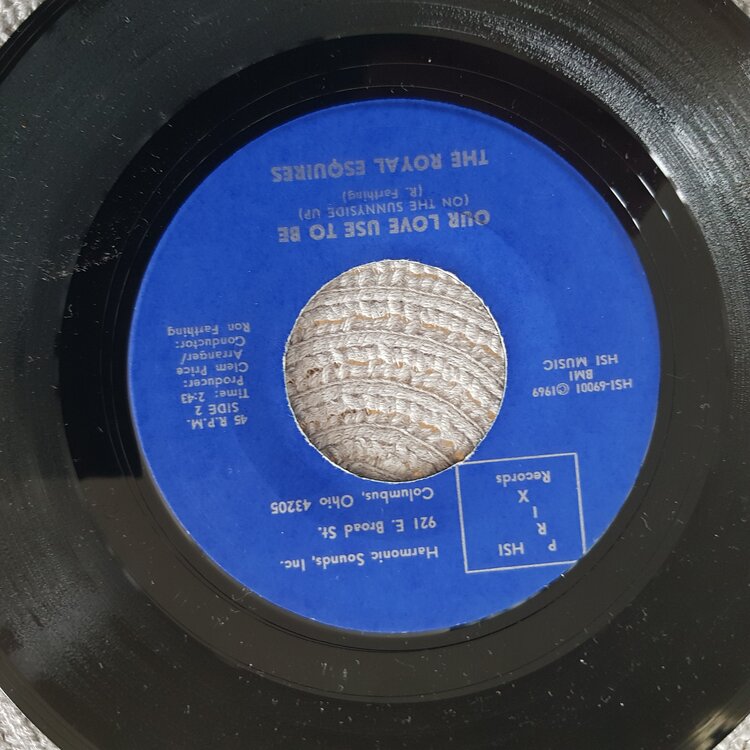 P HSI
R
I
X
Records
Harmonic Sounds, Inc.
921 E. Broad St.
Columbus, Ohio 43205
HSI-69001 ©1969
BMI
HSI MUSIC
45 R.P.M.
SIDE 2
Time: 2:43
Producer:
Clem Price
Arranger/
Conductor:
Ron Farthing
OUR LOVE USE TO BE
(ON THE SUNNYSIDE UP)
(R. Farthing)
THE ROYAL ESQUIRES